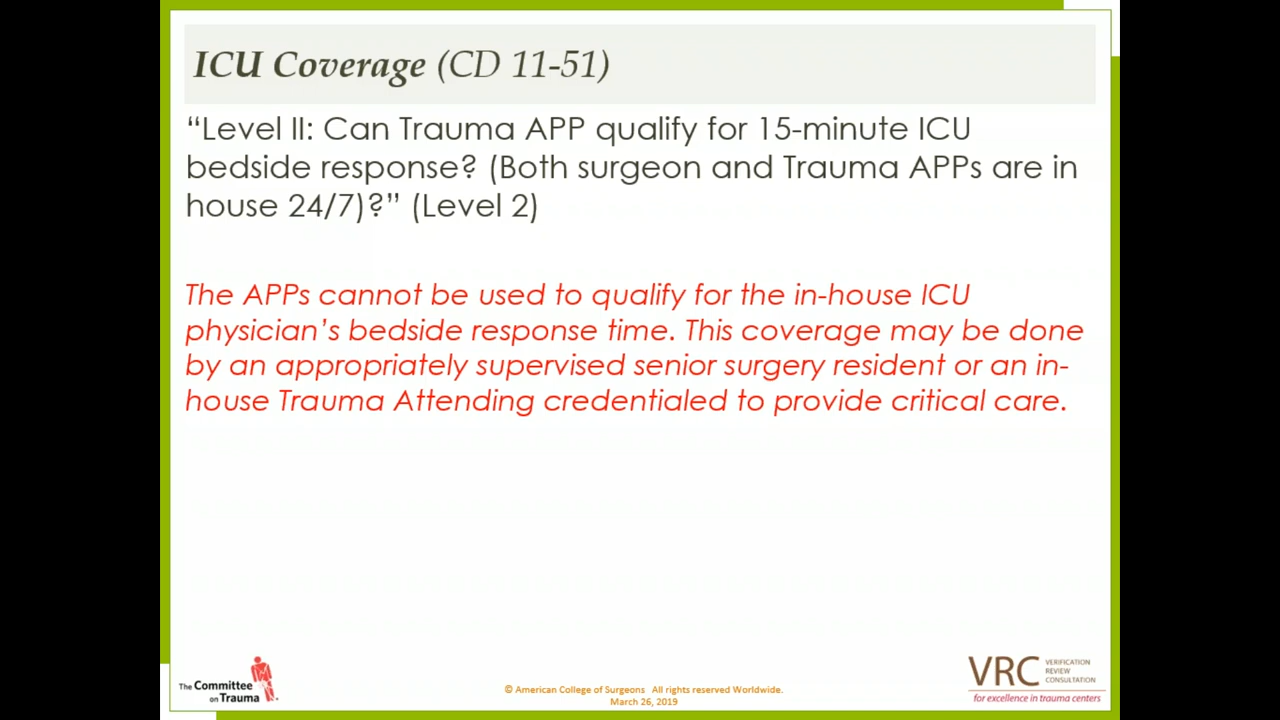 ICU Coverage (CD 11-51)
“Level II: Can Trauma APP qualify for 15-minute ICU
bedside response? (Both surgeon and Trauma APPs are in
house 24/7)?” (Level 2)
The APPs cannot be used to qualify for the in-house ICU
physician’s bedside response time. This coverage may be done
by an appropriately supervised senior surgery resident or an in-
house Trauma Attending credentialed to provide critical care.
The Committee
on Trauma
© American College of Surgeons All rights reserved Worldwide.
March 26, 2019
VRC
VERIFICATION
REVIEW
CONSULTATION
for excellence in trauma centers